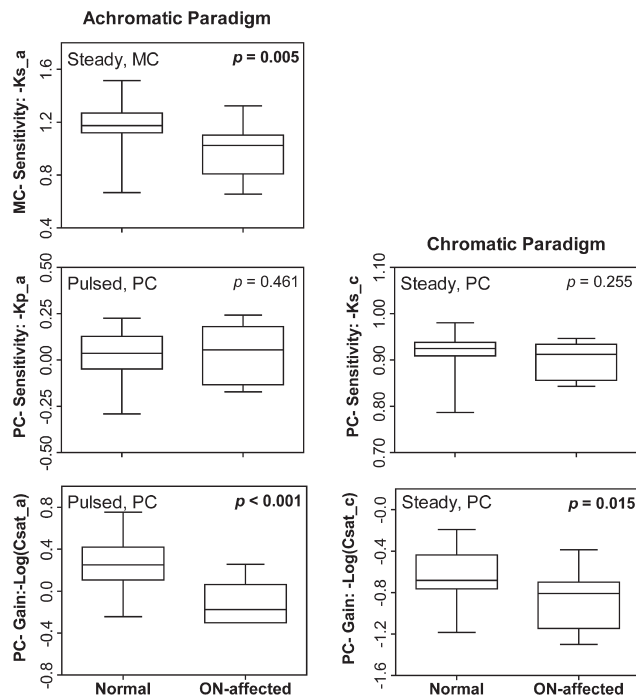 Achromatic Paradigm
MC- Sensitivity: -Ks_a
1.6
1.2
0.8
0.4
Steady, MC
p = 0.005
PC- Sensitivity: -Kp_a
0.50
0.25
0.00
-0.25
-0.50
Pulsed, PC
p = 0.461
Chromatic Paradigm
PC- Sensitivity: -Ks_c
1.10
1.00
0.90
0.80
0.70
Steady, PC
p = 0.255
PC- Gain:-Log(Csat_a)
0.8
0.4
0.0
-0.4
-0.8
Pulsed, PC
p < 0.001
Normal
ON-affected
PC- Gain: -Log(Csat_c)
-0.0
-0.4
-0.8
-1.2
-1.6
Steady, PC
p = 0.015
Normal
ON-affected